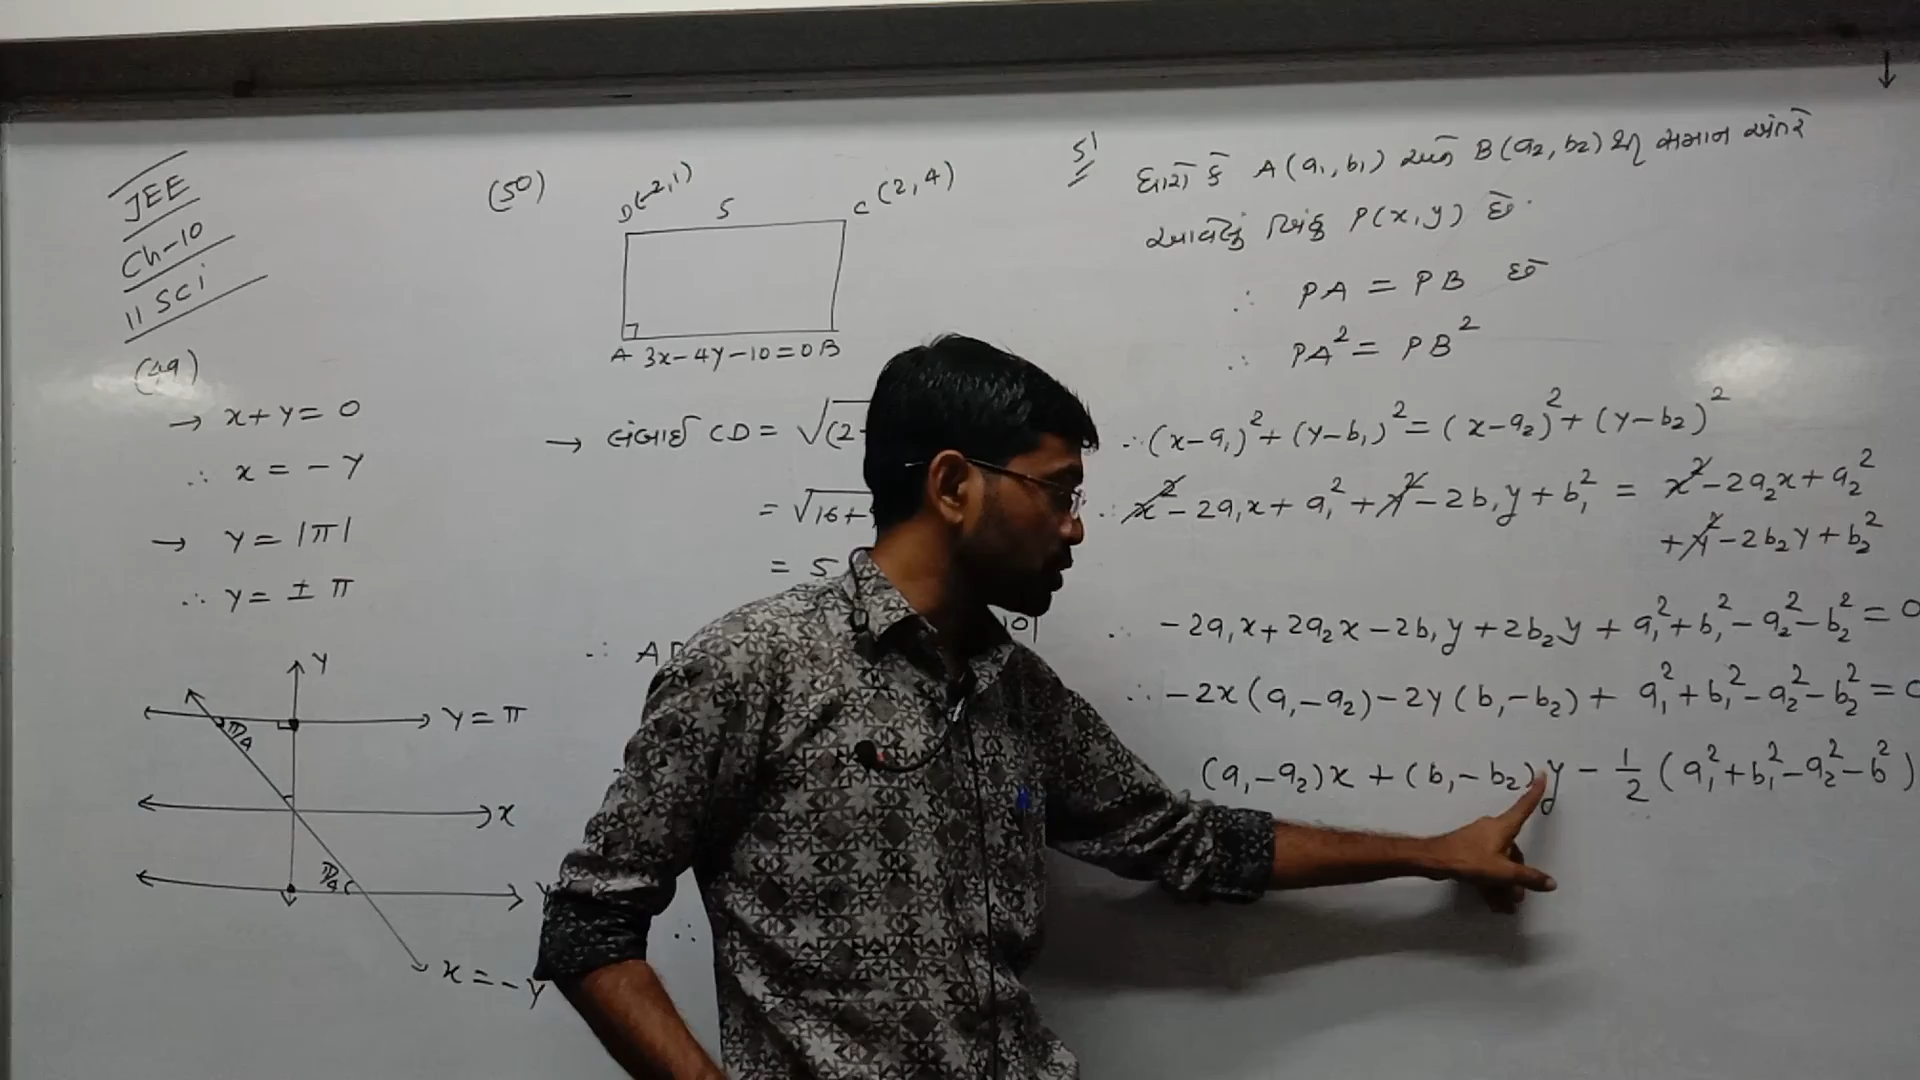 JEE
Ch-10
11 SCI
(49)
→ x + y = 0
∴ x = - y
→ y = |π|
∴ y = ± π
Y
y = π
π/4
X
π/4
x = - y
(50)
D(-2,1)
5
C (2, 4)
A 3x-4y-10=0 B
→ લંબાઈ CD = √(2-
= √16+
= 5
10|
∴ A
∴
51
ધારો કે A(a₁, b₁) અને B(a₂, b₂) થી સમાન અંતરે
આવેલું બિંદુ P(x, y) છે.
∴ PA = PB છે
∴ PA² = PB²
∴ (x-a₁)² + (y-b₁)² = (x-a₂)² + (y-b₂)²
∴ x² - 2a₁x + a₁² + y² - 2b₁y + b₁² = x² - 2a₂x + a₂²
+ y² - 2b₂y + b₂²
∴ -2a₁x + 2a₂x - 2b₁y + 2b₂y + a₁² + b₁² - a₂² - b₂² = 0
∴ -2x(a₁-a₂) - 2y(b₁-b₂) + a₁² + b₁² - a₂² - b₂² = 0
(a₁-a₂)x + (b₁-b₂)y - 1/2 (a₁² + b₁² - a₂² - b²)